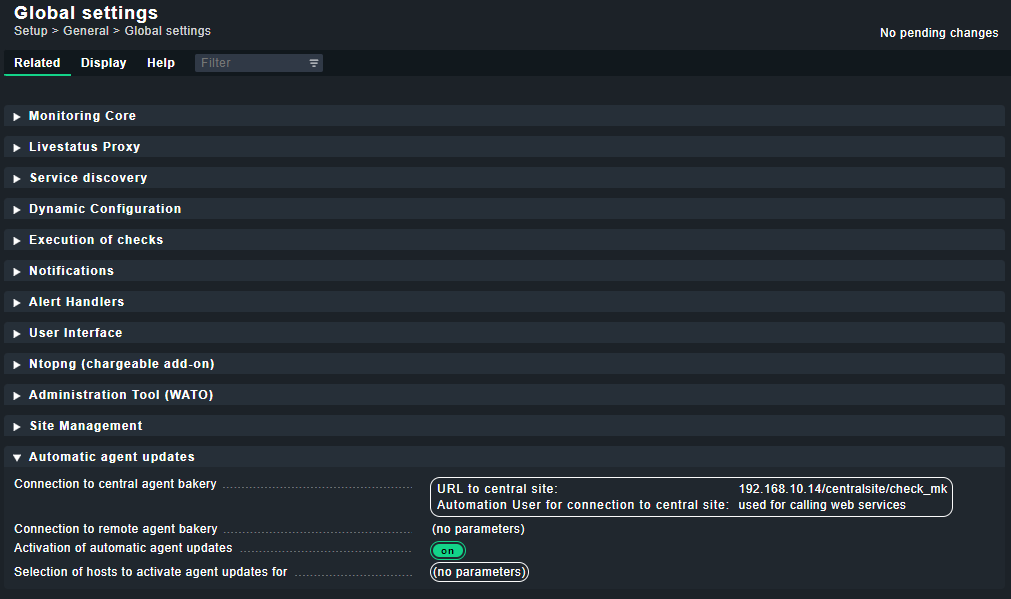 Global settings
Setup > General > Global settings
No pending changes
Related Display Help Filter
Monitoring Core
Livestatus Proxy
Service discovery
Dynamic Configuration
Execution of checks
Notifications
Alert Handlers
User Interface
Ntopng (chargeable add-on)
Administration Tool (WATO)
Site Management
Automatic agent updates
Connection to central agent bakery
URL to central site: 192.168.10.14/centralsite/check_mk
Automation User for connection to central site: used for calling web services
Connection to remote agent bakery (no parameters)
Activation of automatic agent updates on
Selection of hosts to activate agent updates for (no parameters)